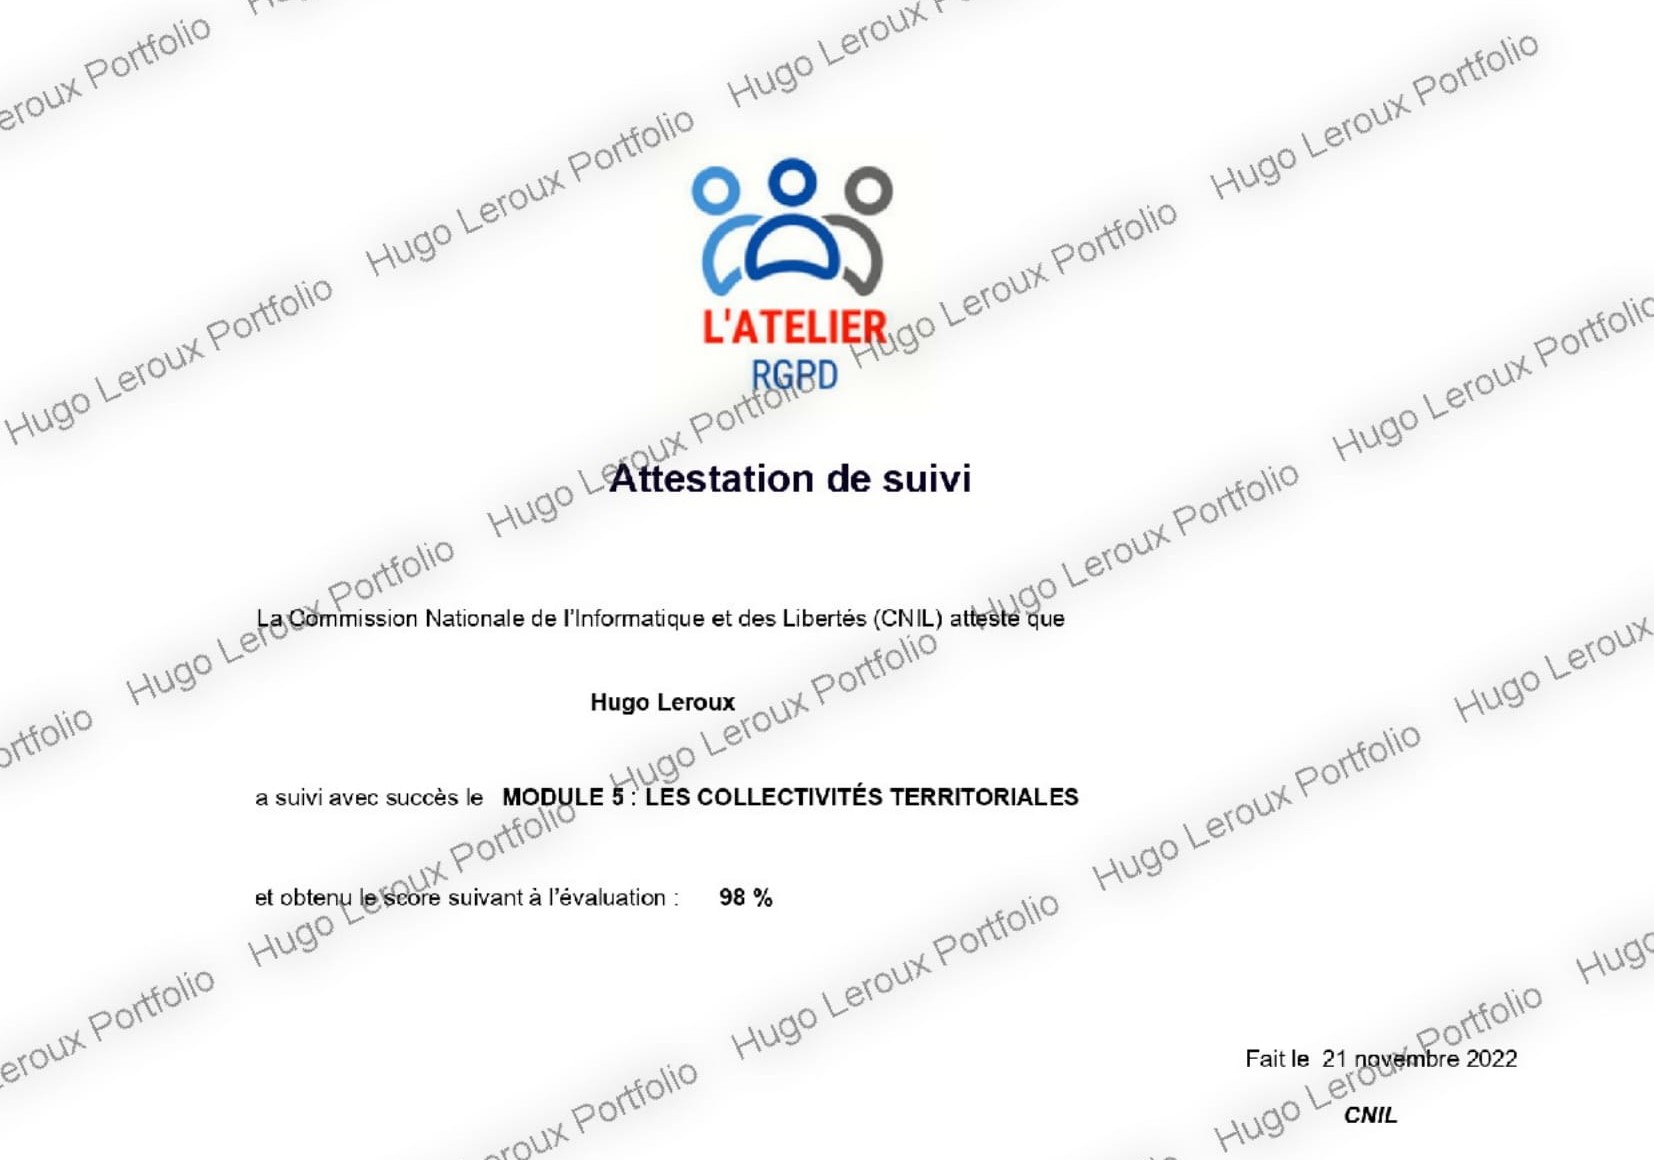 Hugo Leroux Portfolio
L'ATELIER
RGPD
Attestation de suivi
La Commission Nationale de l'Informatique et des Libertés (CNIL) atteste que
Hugo Leroux
a suivi avec succès le MODULE 5 : LES COLLECTIVITÉS TERRITORIALES
et obtenu le score suivant à l'évaluation : 98 %
Fait le 21 novembre 2022
CNIL